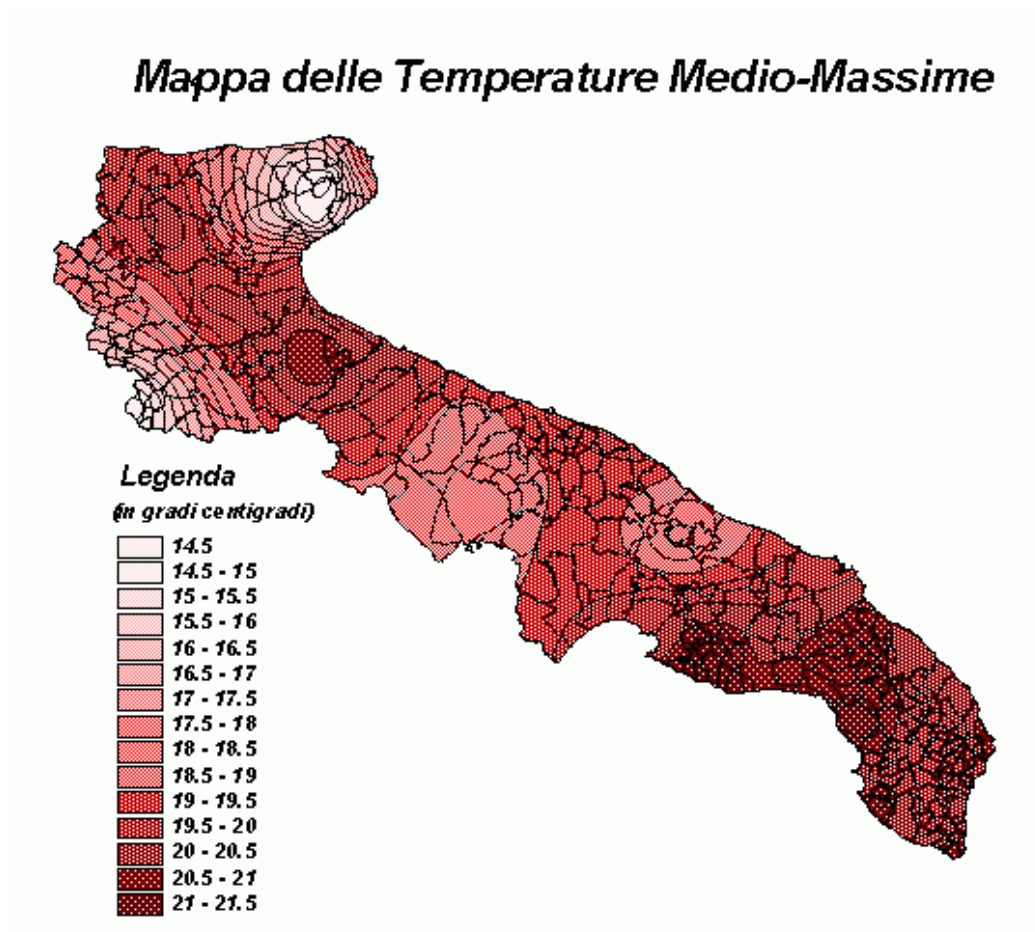 Mappa delle Temperature Medio-Massime
Legenda
(in gradi centigradi)
14.5
14.5 - 15
15 - 15.5
15.5 - 16
16 - 16.5
16.5 - 17
17 - 17.5
17.5 - 18
18 - 18.5
18.5 - 19
19 - 19.5
19.5 - 20
20 - 20.5
20.5 - 21
21 - 21.5